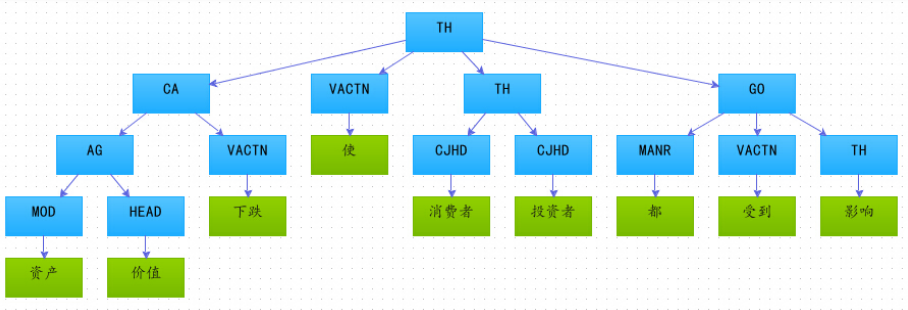 TH
CA VACTN TH GO
AG VACTN 使 CJHD CJHD MANR VACTN TH
MOD HEAD 下跌 消费者 投资者 都 受到 影响
资产 价值